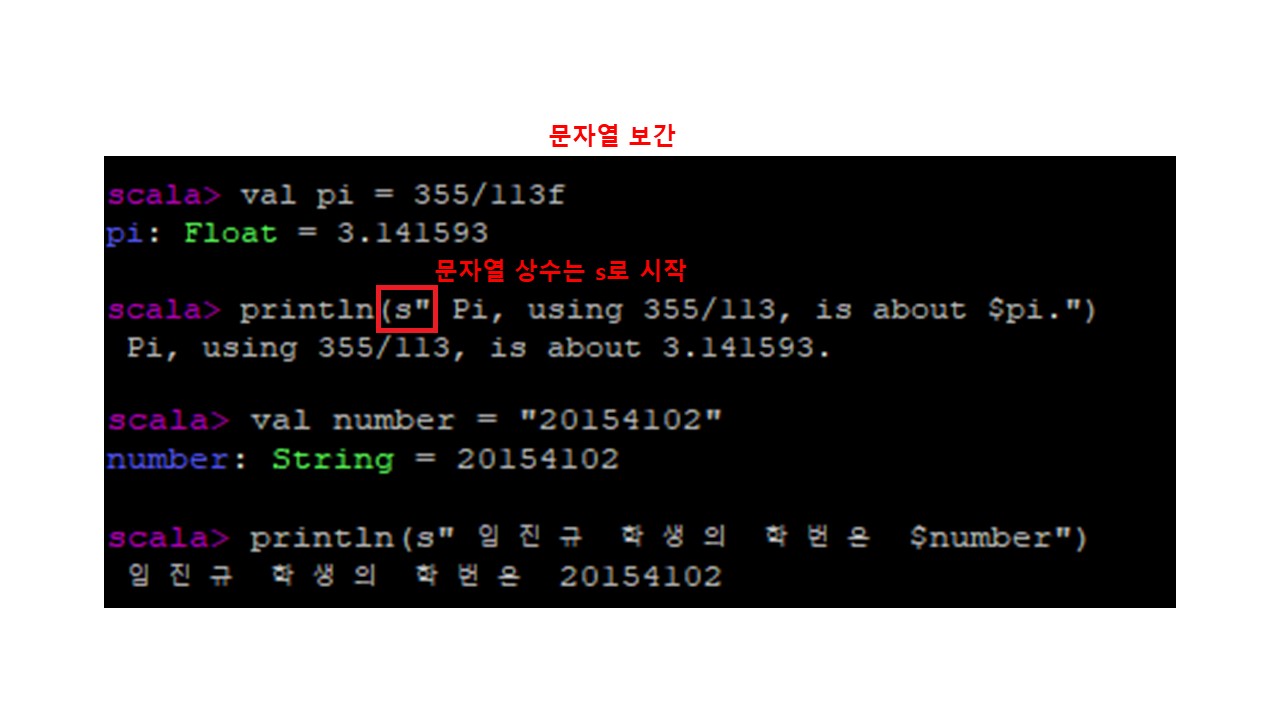 문자열 보간
scala> val pi = 355/113f
pi: Float = 3.141593
문자열 상수는 s로 시작
scala> println(s" Pi, using 355/113, is about $pi.")
Pi, using 355/113, is about 3.141593.
scala> val number = "20154102"
number: String = 20154102
scala> println(s" 임 진 규 학 생 의 학 번 은 $number")
임 진 규 학 생 의 학 번 은 20154102